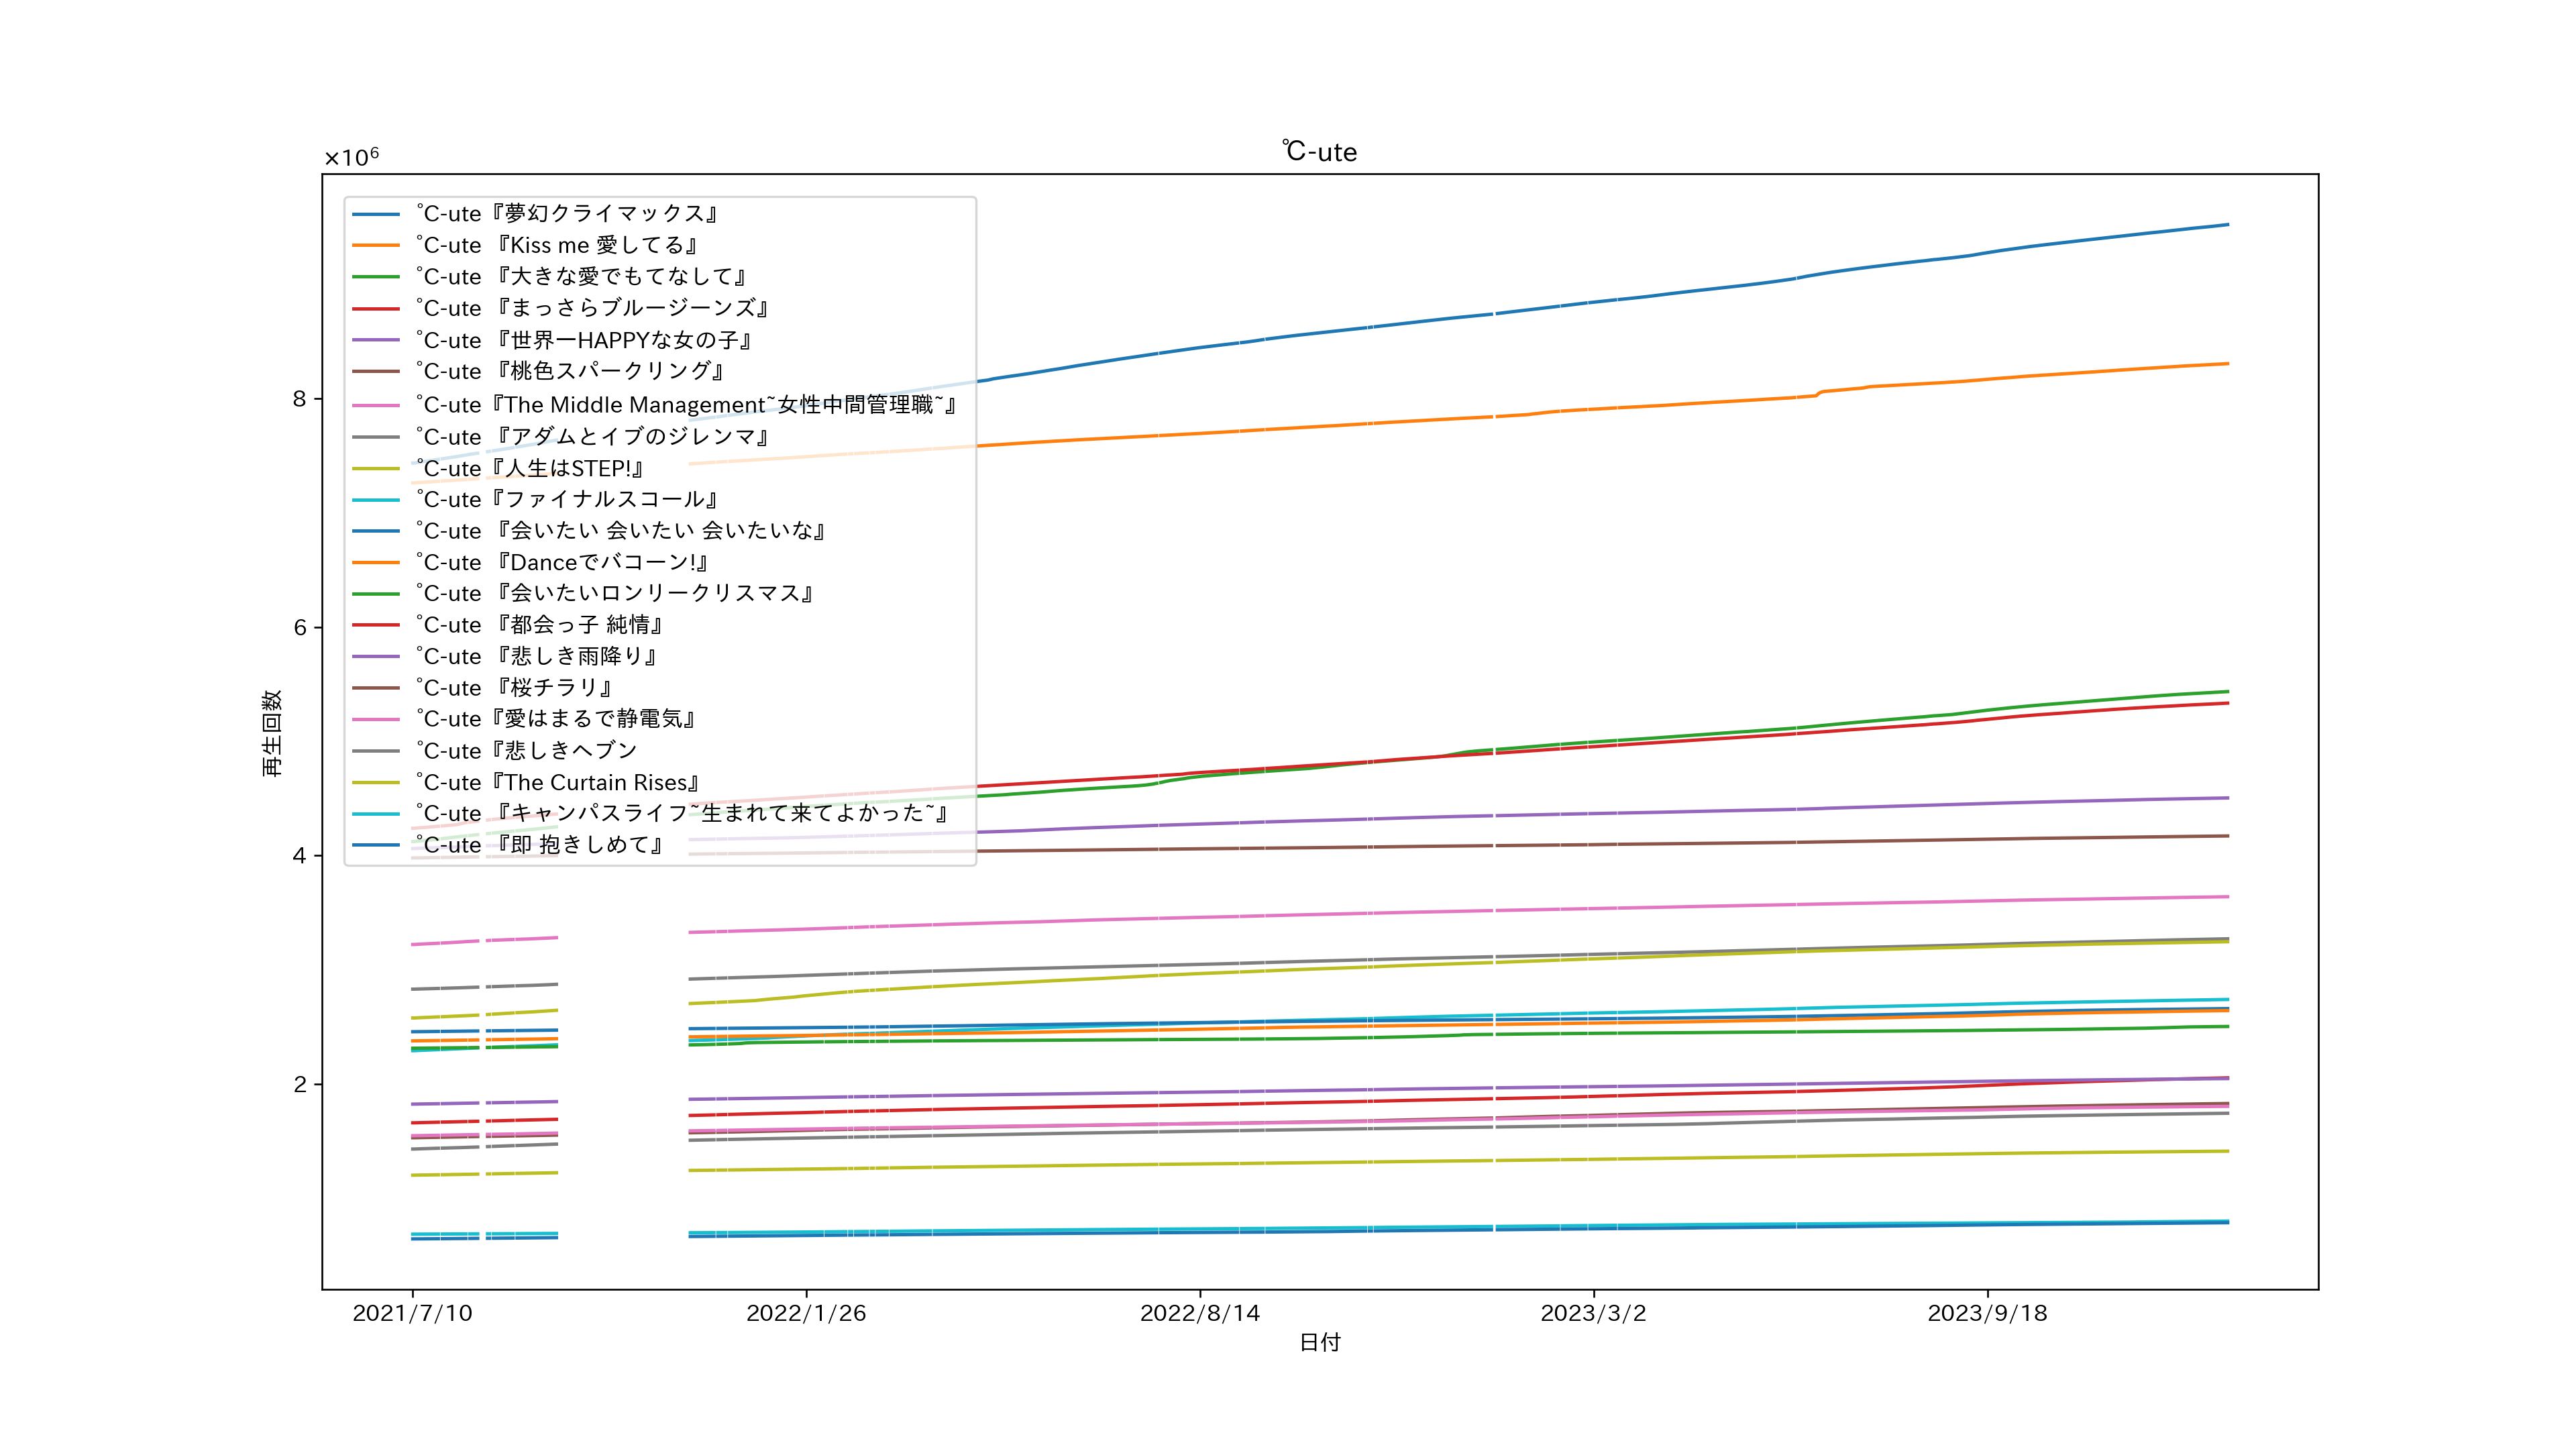 ℃-ute
×10⁶
℃-ute『夢幻クライマックス』
℃-ute 『Kiss me 愛してる』
℃-ute 『大きな愛でもてなして』
℃-ute 『まっさらブルージーンズ』
℃-ute 『世界一HAPPYな女の子』
℃-ute 『桃色スパークリング』
℃-ute『The Middle Management~女性中間管理職~』
℃-ute 『アダムとイブのジレンマ』
℃-ute『人生はSTEP!』
℃-ute『ファイナルスコール』
℃-ute 『会いたい 会いたい 会いたいな』
℃-ute 『Danceでバコーン!』
℃-ute 『会いたいロンリークリスマス』
℃-ute 『都会っ子 純情』
℃-ute 『悲しき雨降り』
℃-ute 『桜チラリ』
℃-ute『愛はまるで静電気』
℃-ute『悲しきヘブン
℃-ute『The Curtain Rises』
℃-ute 『キャンパスライフ~生まれて来てよかった~』
℃-ute 『即 抱きしめて』
8
6
4
2
再生回数
2021/7/10
2022/1/26
2022/8/14
2023/3/2
2023/9/18
日付